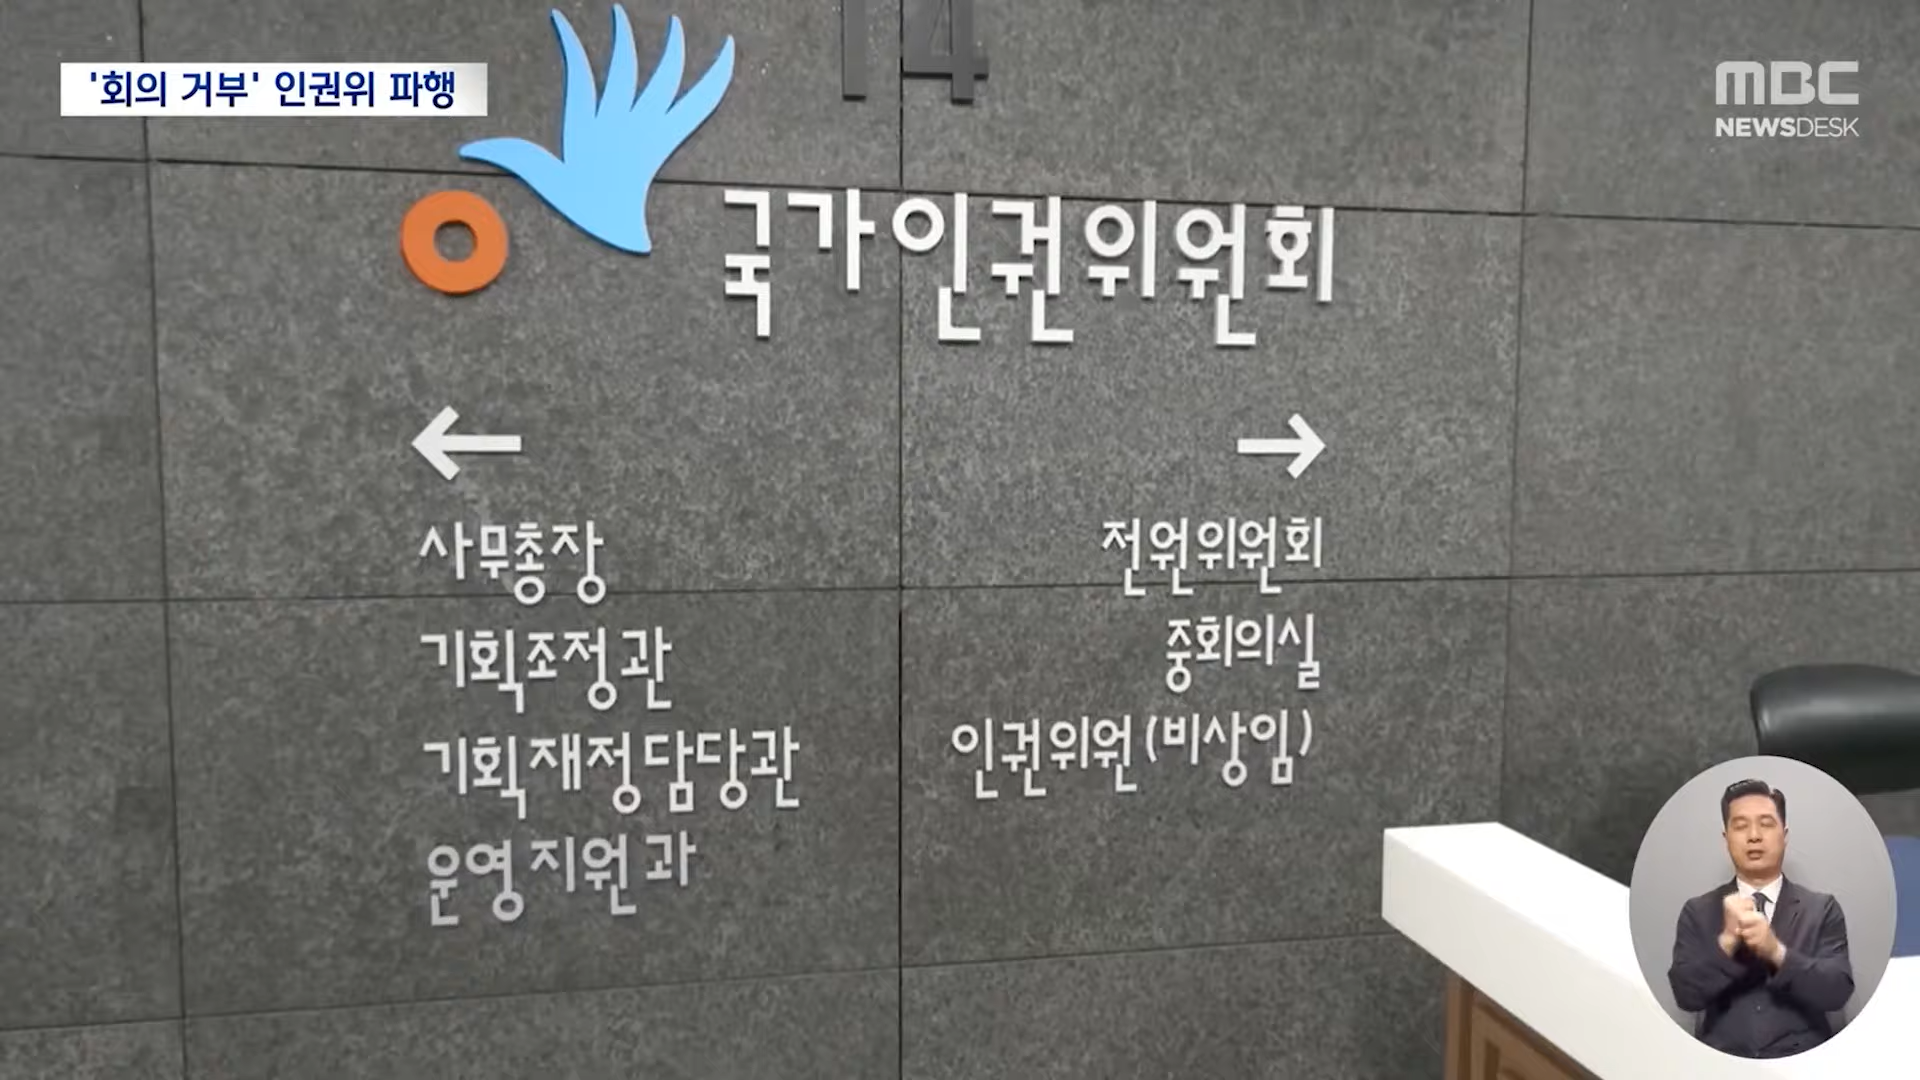 '회의 거부' 인권위 파행
MBC
NEWSDESK
14
국가인권위원회
←
→
사무총장
기획조정관
기획재정담당관
운영지원과
전원위원회
중회의실
인권위원(비상임)